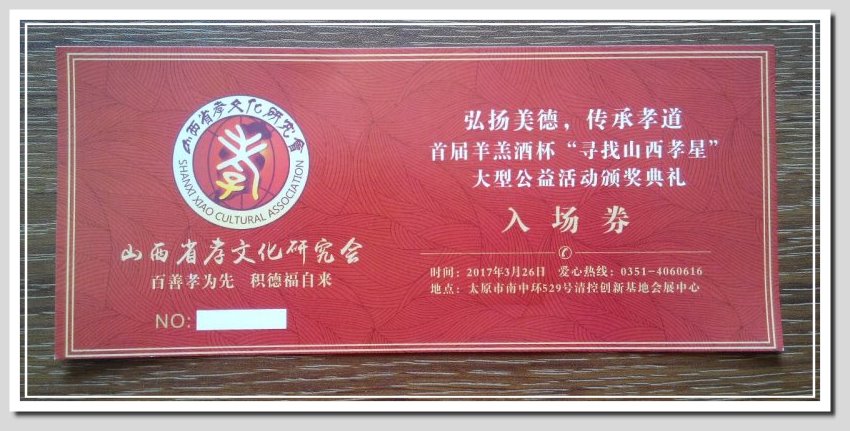 山西省孝文化研究會
SHANXI XIAO CULTURAL ASSOCIATION
孝
山西省孝文化研究会
百善孝为先 积德福自来
NO:
弘扬美德，传承孝道
首届羊羔酒杯“寻找山西孝星”
大型公益活动颁奖典礼
入场券
时间：2017年3月26日 爱心热线：0351-4060616
地点：太原市南中环529号清控创新基地会展中心